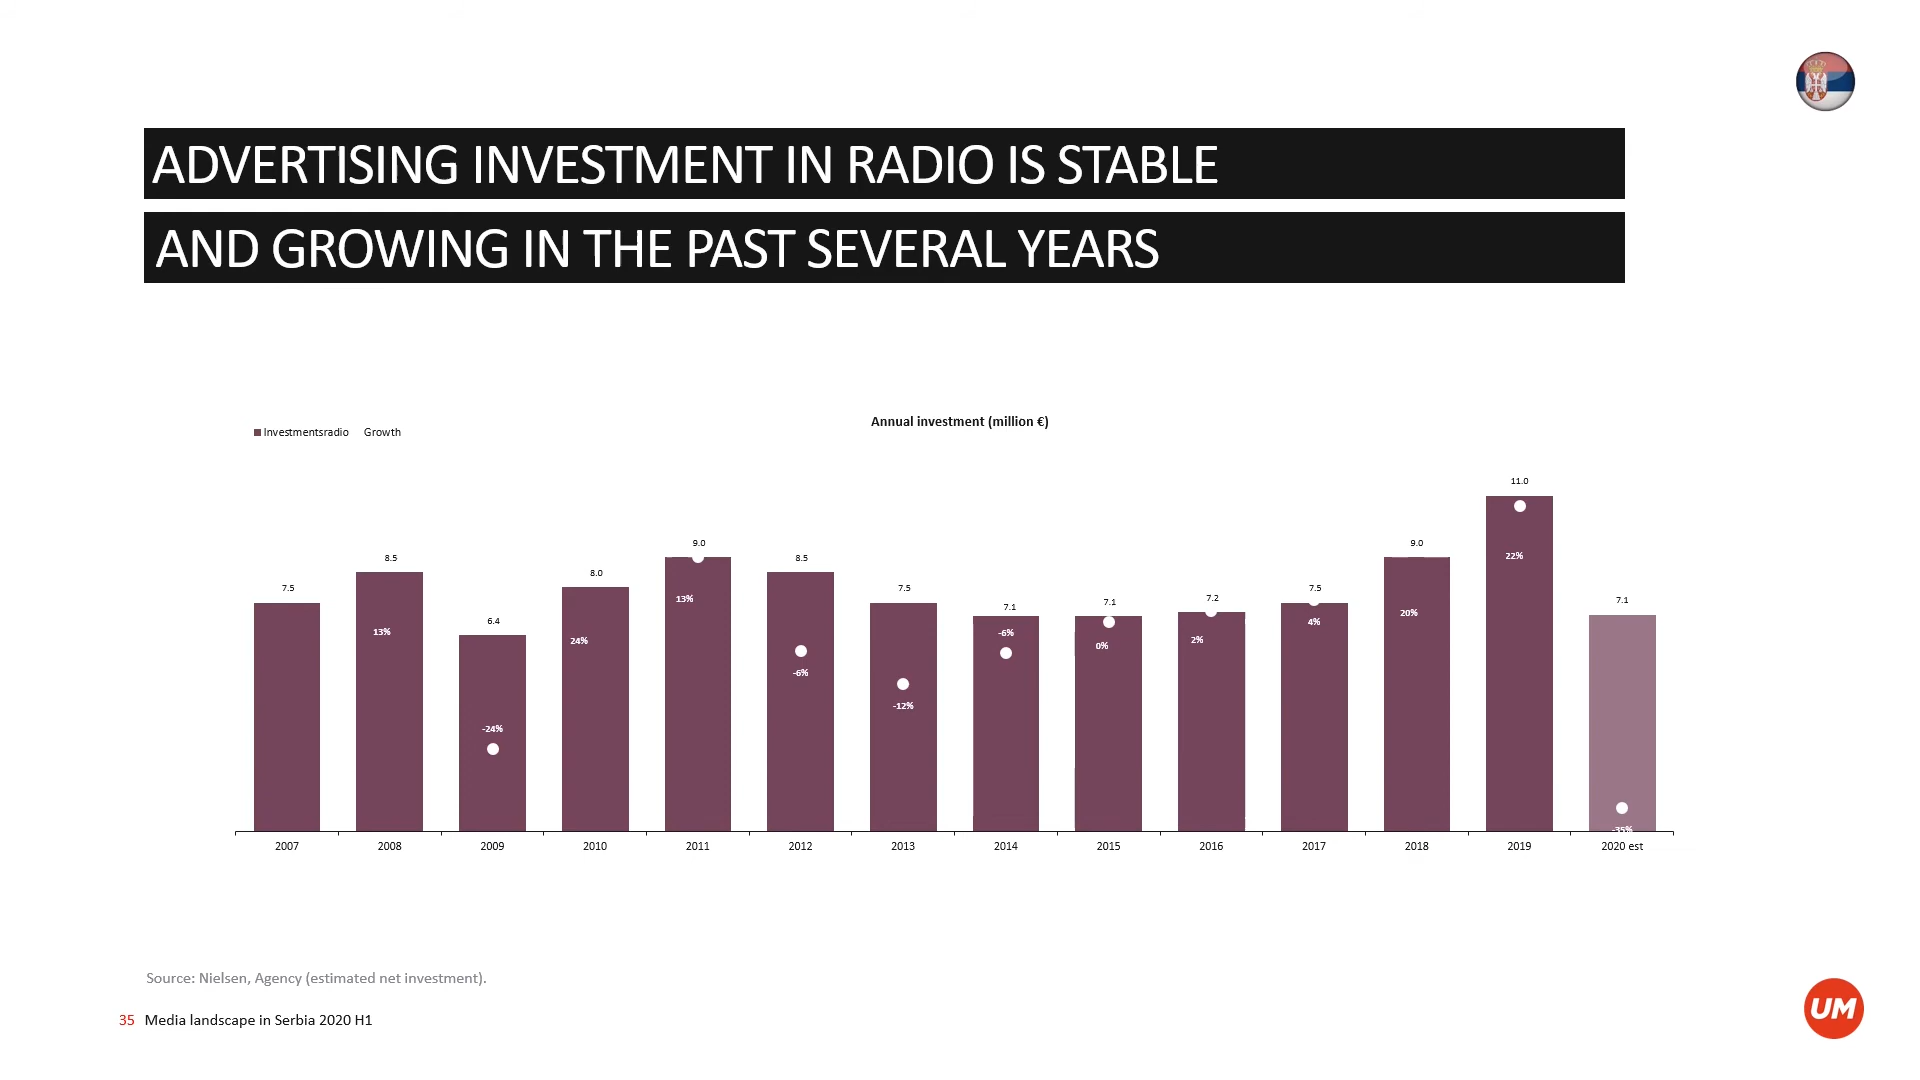 ADVERTISING INVESTMENT IN RADIO IS STABLE
AND GROWING IN THE PAST SEVERAL YEARS
Annual investment (million €)
Investmentsradio Growth
7.5 8.5 6.4 8.0 9.0 8.5 7.5 7.1 7.1 7.2 7.5 9.0 11.0 7.1
13% -24% 24% 13% -6% -12% -6% 0% 2% 4% 20% 22% -35%
2007 2008 2009 2010 2011 2012 2013 2014 2015 2016 2017 2018 2019 2020 est
Source: Nielsen, Agency (estimated net investment).
35 Media landscape in Serbia 2020 H1
UM